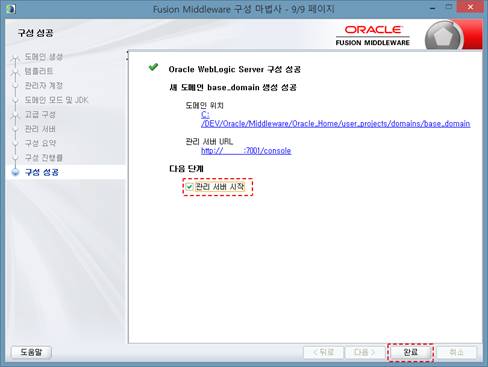 Fusion Middleware 구성 마법사 - 9/9 페이지
구성 성공
ORACLE
FUSION MIDDLEWARE
도메인 생성
템플리트
관리자 계정
도메인 모드 및 JDK
고급 구성
관리 서버
구성 요약
구성 진행률
구성 성공
Oracle WebLogic Server 구성 성공
새 도메인 base_domain 생성 성공
도메인 위치
C:
/DEV/Oracle/Middleware/Oracle_Home/user_projects/domains/base_domain
관리 서버 URL
http:// :7001/console
다음 단계
관리 서버 시작
도움말
< 뒤로
다음 >
완료
취소